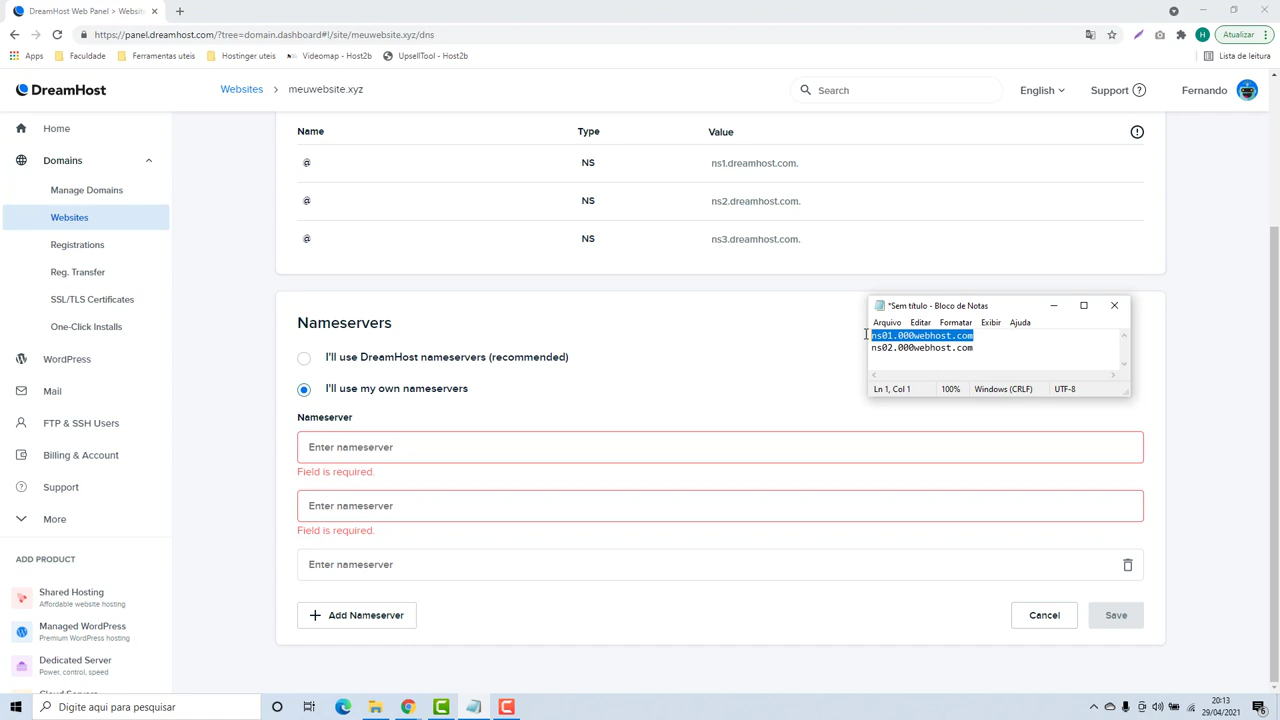 DreamHost Web Panel > Website
https://panel.dreamhost.com/?tree=domain.dashboard#!/site/meuwebsite.xyz/dns
H
Atualizar
Apps
Faculdade
Ferramentas uteis
Hostinger uteis
Videomap - Host2b
UpsellTool - Host2b
Lista de leitura
DreamHost
Websites > meuwebsite.xyz
Search
English
Support
Fernando
Home
Domains
Manage Domains
Websites
Registrations
Reg. Transfer
SSL/TLS Certificates
One-Click Installs
WordPress
Mail
FTP & SSH Users
Billing & Account
Support
More
ADD PRODUCT
Shared Hosting
Affordable website hosting
Managed WordPress
Premium WordPress hosting
Dedicated Server
Power, control, speed
Name Type Value
@ NS ns1.dreamhost.com.
@ NS ns2.dreamhost.com.
@ NS ns3.dreamhost.com.
Nameservers
I'll use DreamHost nameservers (recommended)
I'll use my own nameservers
Nameserver
Enter nameserver
Field is required.
Enter nameserver
Field is required.
Enter nameserver
Add Nameserver
Cancel
Save
*Sem título - Bloco de Notas
Arquivo Editar Formatar Exibir Ajuda
ns01.000webhost.com
ns02.000webhost.com
Ln 1, Col 1 100% Windows (CRLF) UTF-8
Digite aqui para pesquisar
20:13
29/04/2021
6